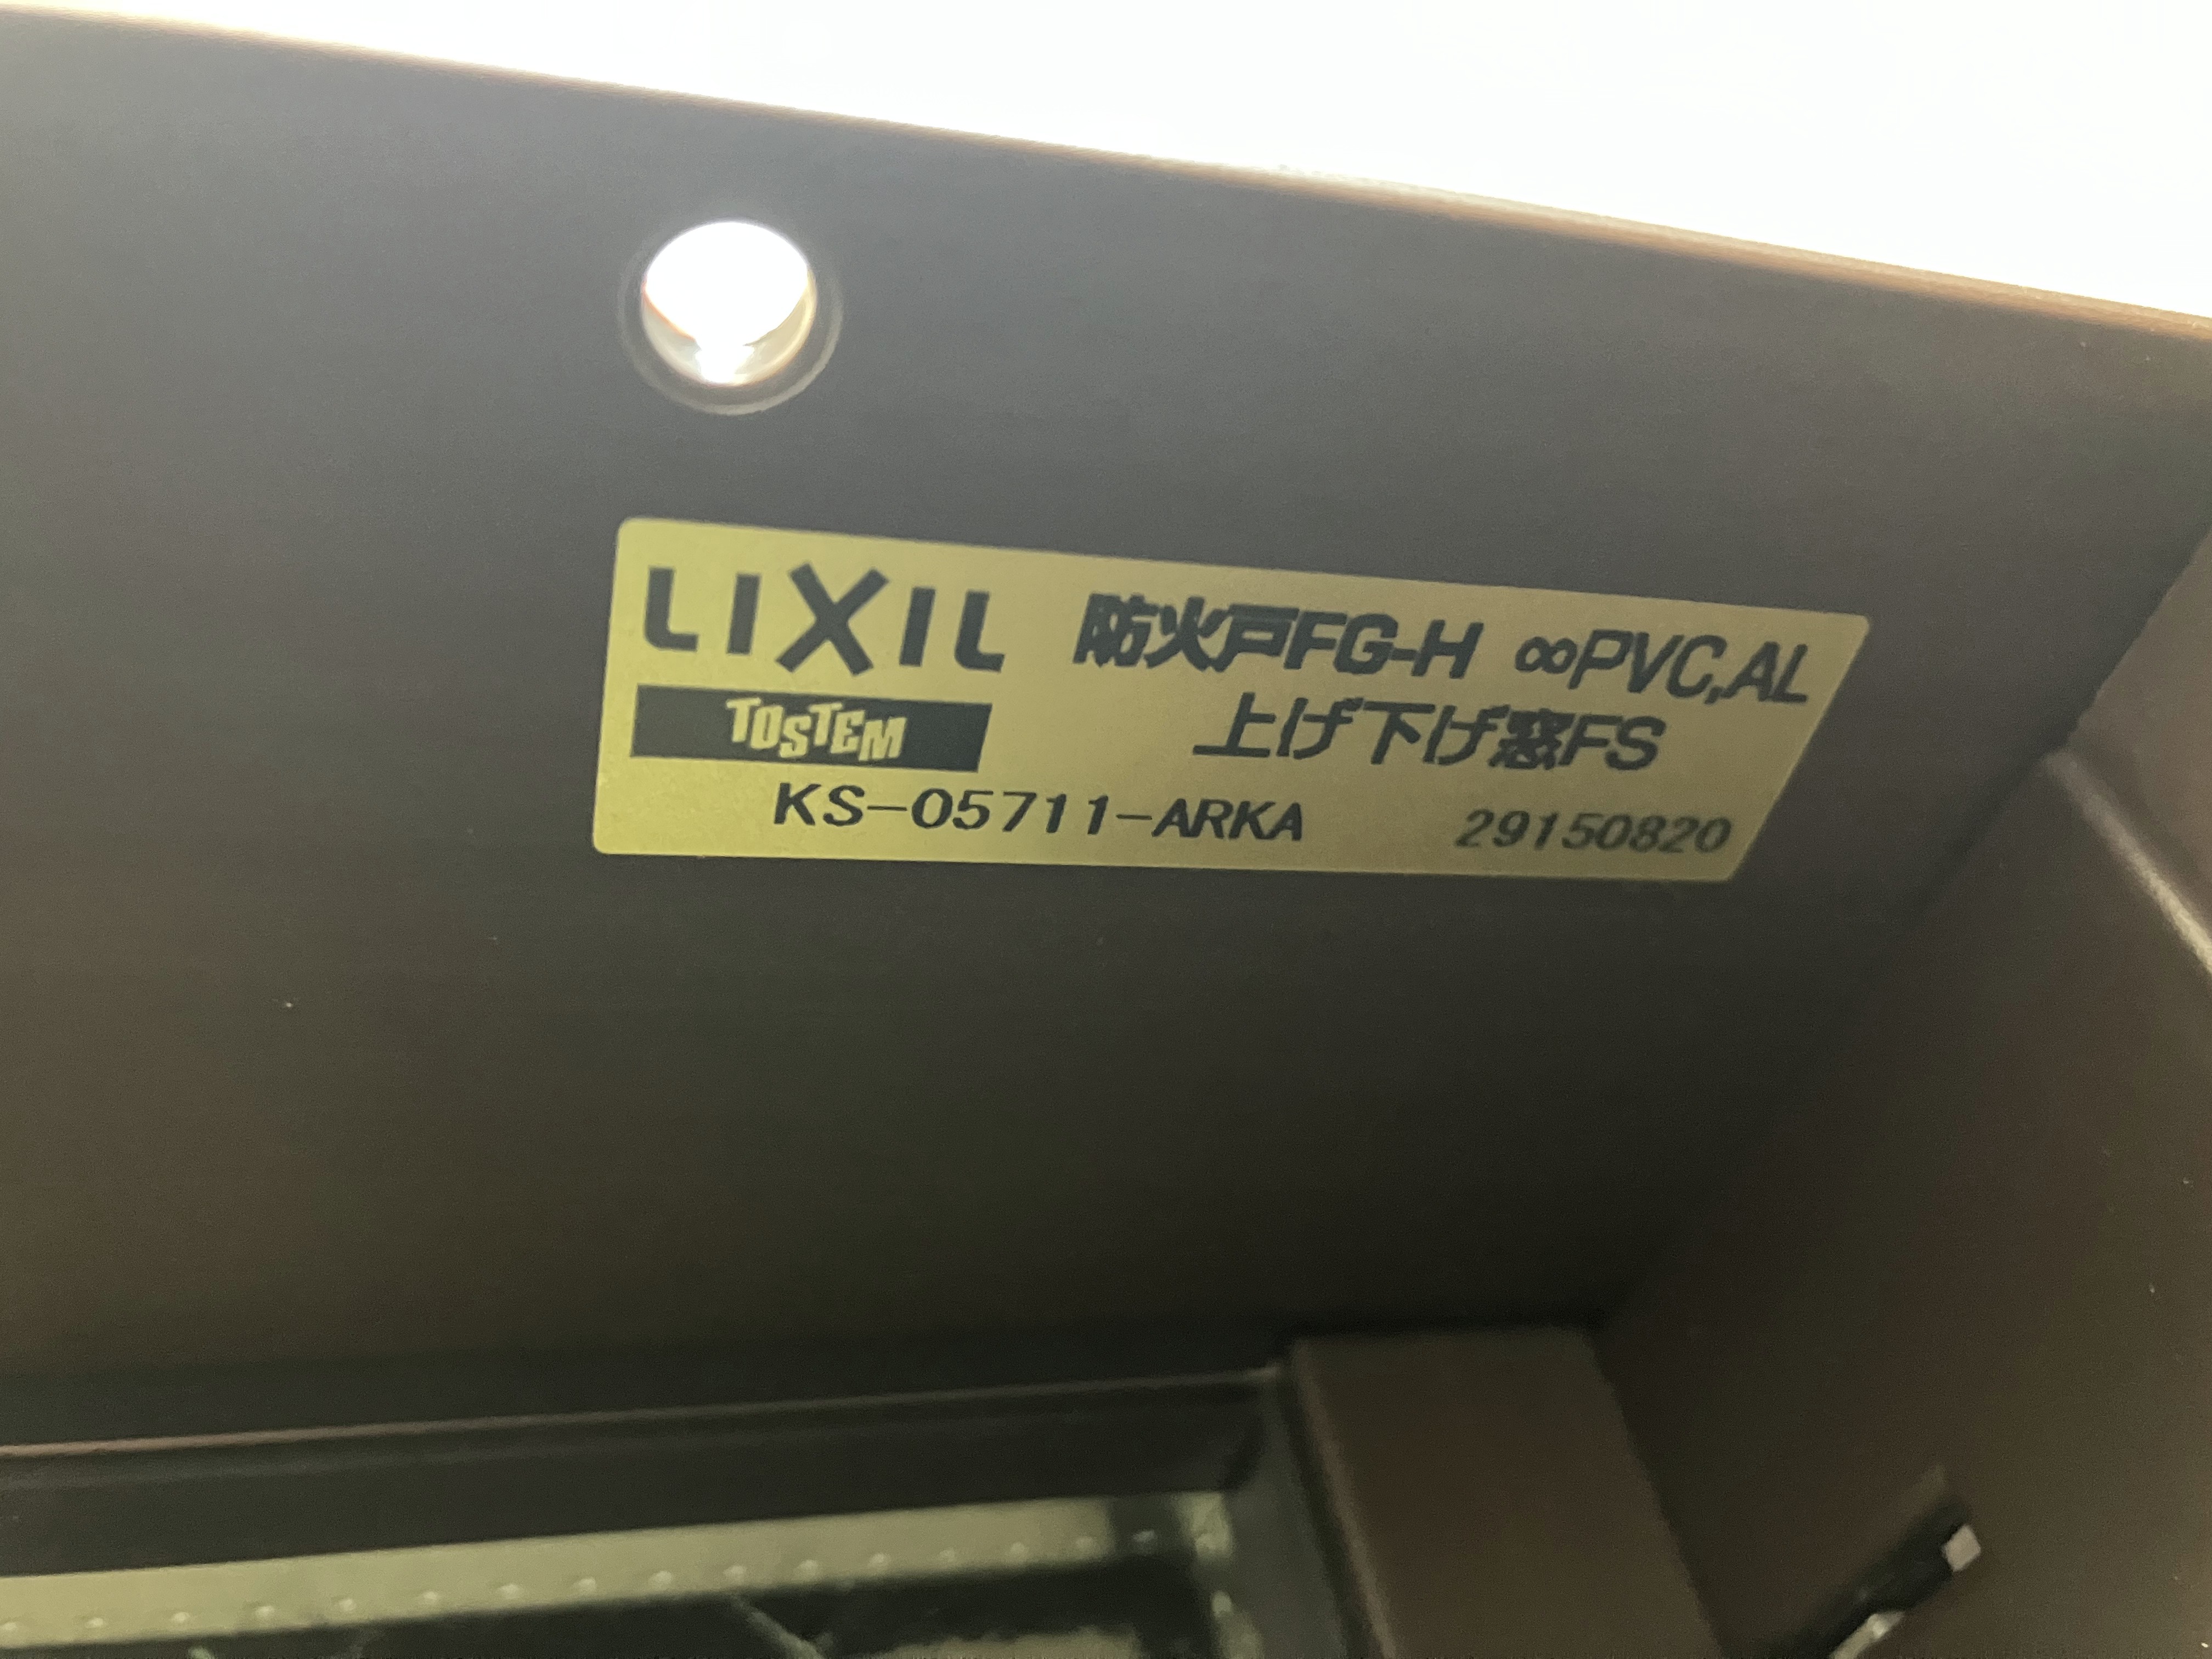 LIXIL 防火戸FG-H ∞PVC,AL
TOSTEM 上げ下げ窓FS
KS-05711-ARKA 29150820